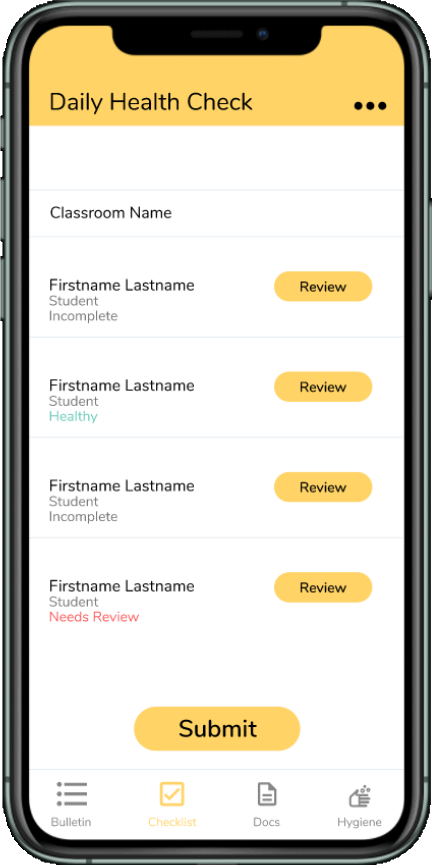 Daily Health Check
Classroom Name
Firstname Lastname
Student
Incomplete
Review
Firstname Lastname
Student
Healthy
Review
Firstname Lastname
Student
Incomplete
Review
Firstname Lastname
Student
Needs Review
Review
Submit
Bulletin
Checklist
Docs
Hygiene